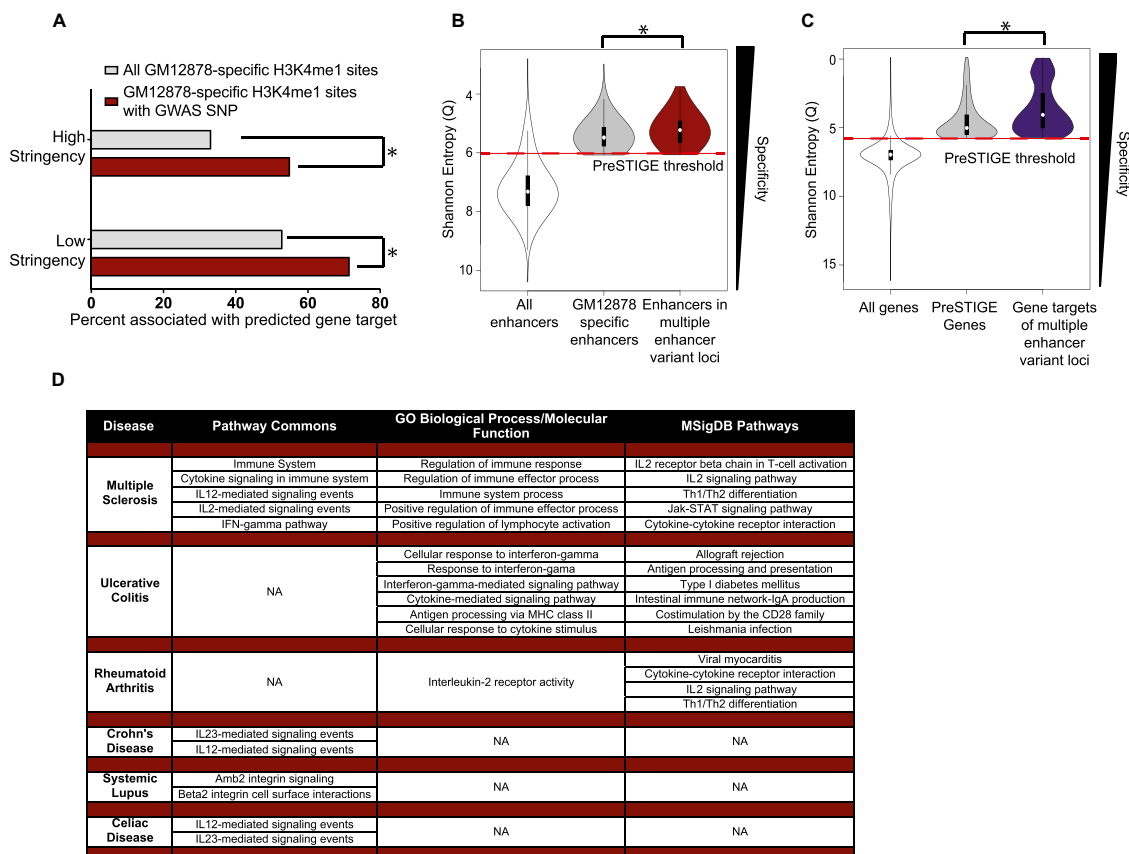 A
All GM12878-specific H3K4me1 sites
GM12878-specific H3K4me1 sites
with GWAS SNP
High
Stringency
*
Low
Stringency
*
0 20 40 60 80
Percent associated with predicted gene target
B
*
Shannon Entropy (Q)
4
6
8
10
PreSTIGE threshold
Specificity
All
enhancers
GM12878
specific
enhancers
Enhancers in
multiple
enhancer
variant loci
C
*
Shannon Entropy (Q)
0
5
10
15
PreSTIGE threshold
Specificity
All genes
PreSTIGE
Genes
Gene targets
of multiple
enhancer
variant loci
D
Disease
Pathway Commons
GO Biological Process/Molecular
Function
MSigDB Pathways
Multiple
Sclerosis
Immune System
Cytokine signaling in immune system
IL12-mediated signaling events
IL2-mediated signaling events
IFN-gamma pathway
Regulation of immune response
Regulation of immune effector process
Immune system process
Positive regulation of immune effector process
Positive regulation of lymphocyte activation
IL2 receptor beta chain in T-cell activation
IL2 signaling pathway
Th1/Th2 differentiation
Jak-STAT signaling pathway
Cytokine-cytokine receptor interaction
Ulcerative
Colitis
NA
Cellular response to interferon-gamma
Response to interferon-gama
Interferon-gamma-mediated signaling pathway
Cytokine-mediated signaling pathway
Antigen processing via MHC class II
Cellular response to cytokine stimulus
Allograft rejection
Antigen processing and presentation
Type I diabetes mellitus
Intestinal immune network-IgA production
Costimulation by the CD28 family
Leishmania infection
Rheumatoid
Arthritis
NA
Interleukin-2 receptor activity
Viral myocarditis
Cytokine-cytokine receptor interaction
IL2 signaling pathway
Th1/Th2 differentiation
Crohn's
Disease
IL23-mediated signaling events
IL12-mediated signaling events
NA
NA
Systemic
Lupus
Amb2 integrin signaling
Beta2 integrin cell surface interactions
NA
NA
Celiac
Disease
IL12-mediated signaling events
IL23-mediated signaling events
NA
NA